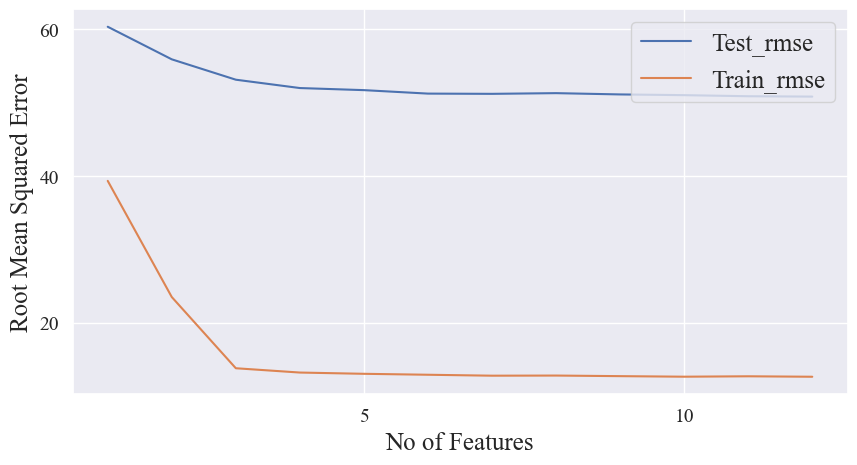 Root Mean Squared Error
60
40
20
Test_rmse
Train_rmse
5
10
No of Features